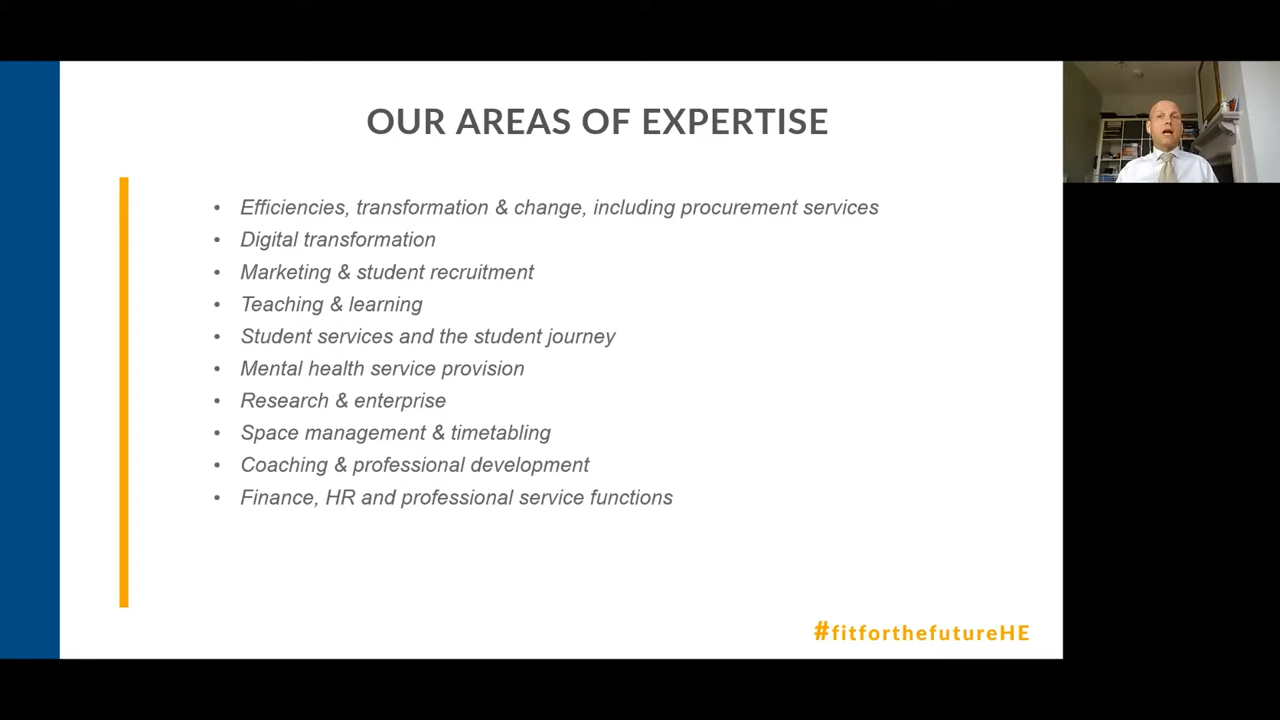 OUR AREAS OF EXPERTISE
• Efficiencies, transformation & change, including procurement services
• Digital transformation
• Marketing & student recruitment
• Teaching & learning
• Student services and the student journey
• Mental health service provision
• Research & enterprise
• Space management & timetabling
• Coaching & professional development
• Finance, HR and professional service functions
#fitforthefutureHE